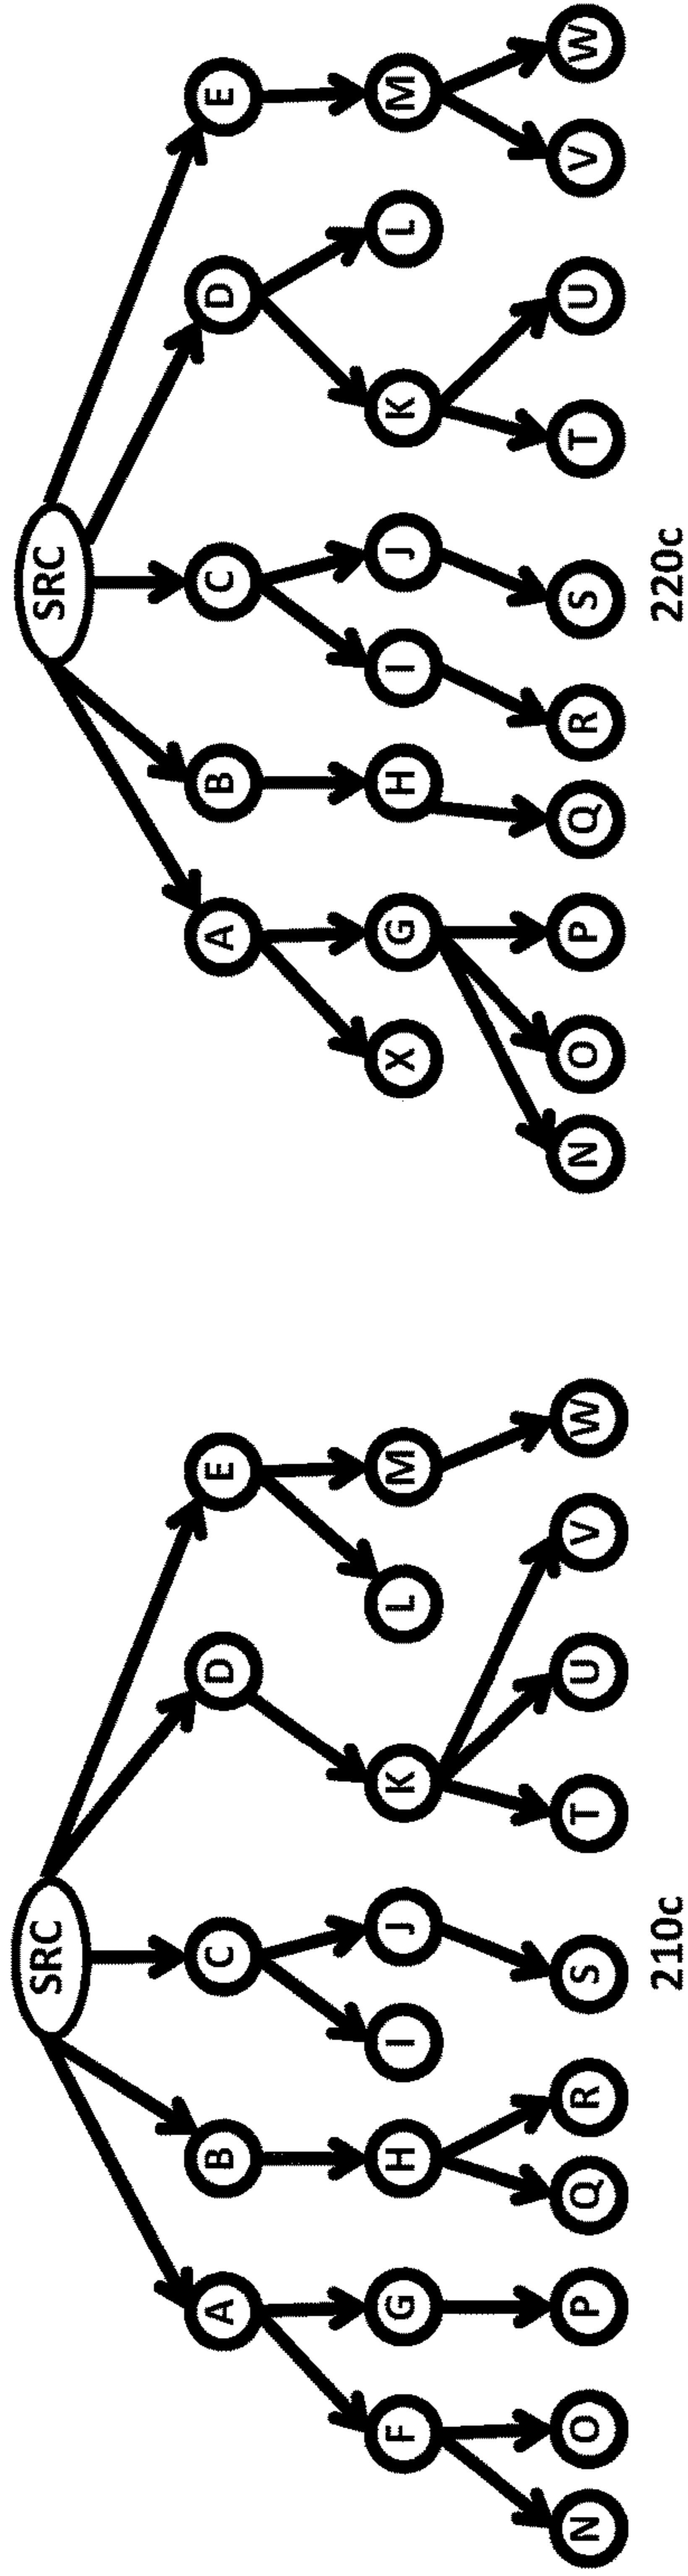 SRC
A B C D E
F G H I J K L M
N O P Q R S T U V W
210c
SRC
A B C D E
X G H I J K L M
N O P Q R S T U V W
220c